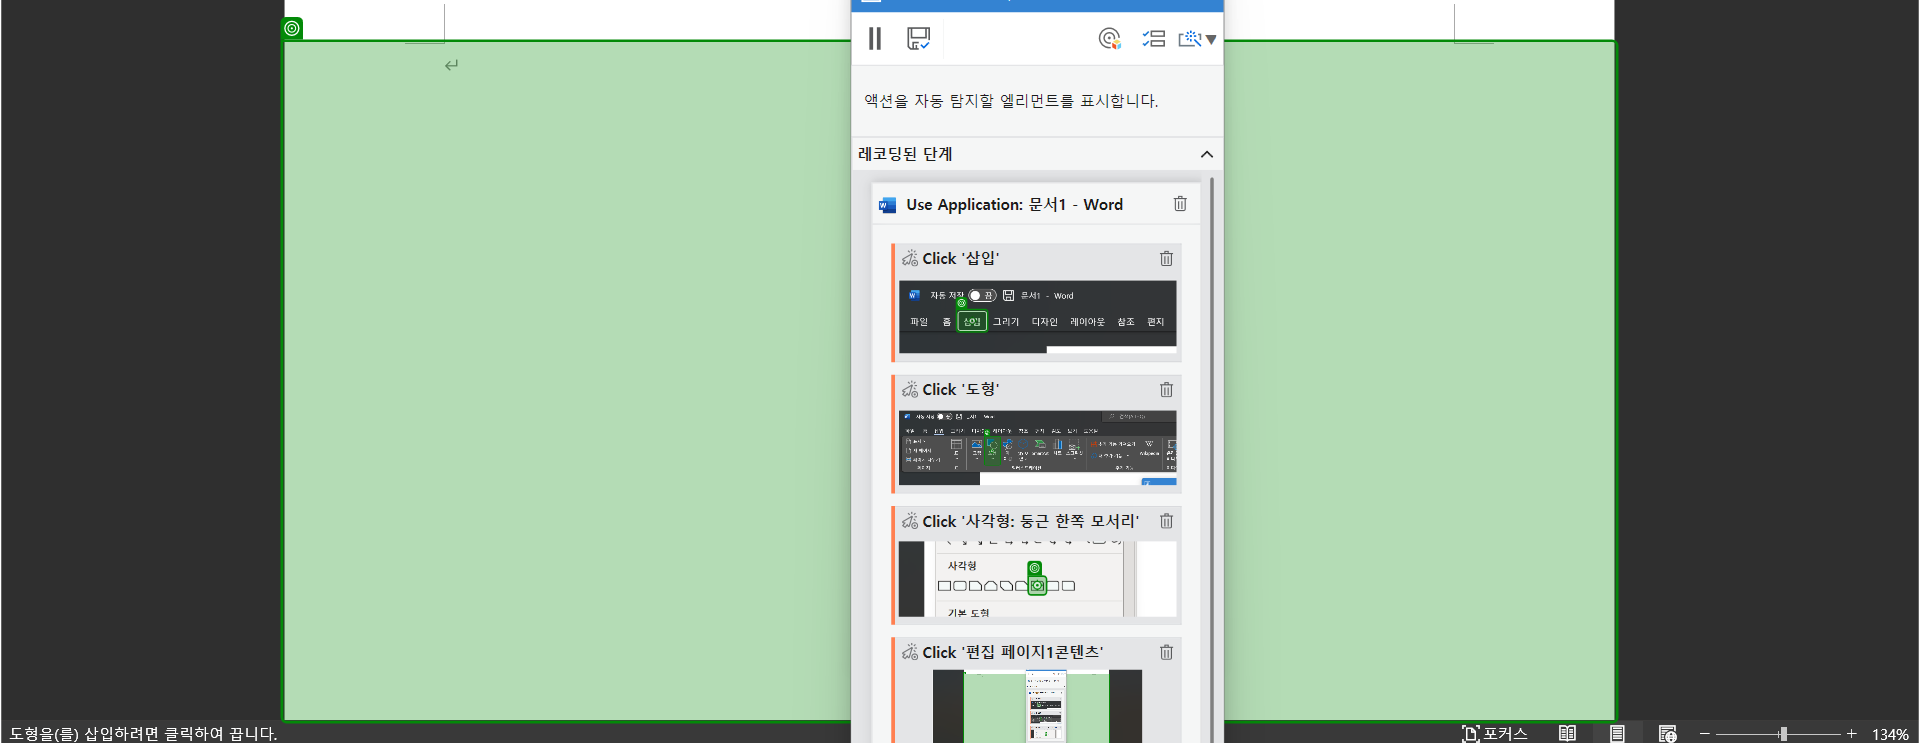 액션을 자동 탐지할 엘리먼트를 표시합니다.
레코딩된 단계
Use Application: 문서1 - Word
Click '삽입'
자동 저장 끔 문서1 - Word
파일 홈 삽입 그리기 디자인 레이아웃 참조 편지
Click '도형'
Click '사각형: 둥근 한쪽 모서리'
사각형
기본 도형
Click '편집 페이지1콘텐츠'
도형을(를) 삽입하려면 클릭하여 끕니다.
포커스
134%